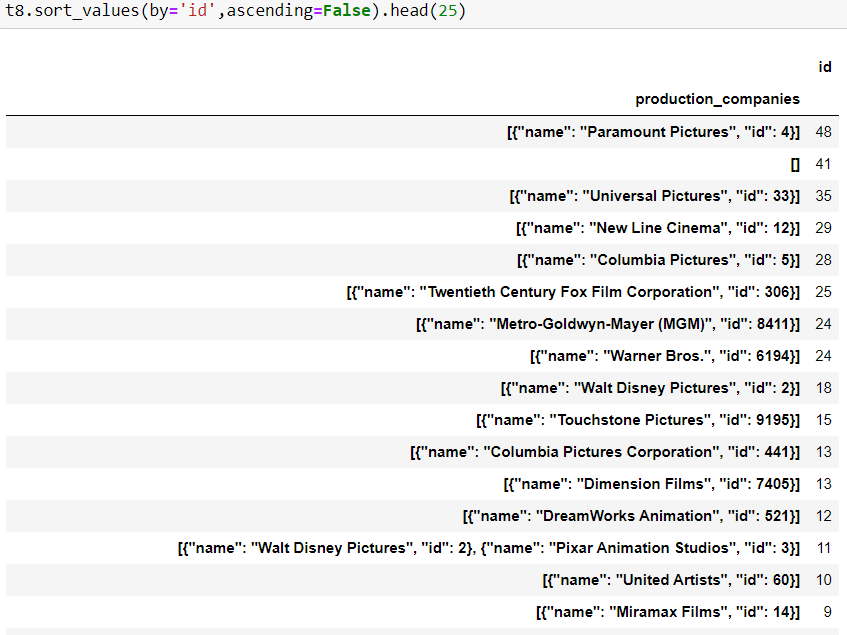 t8.sort_values(by='id',ascending=False).head(25)
id
production_companies
[{"name": "Paramount Pictures", "id": 4}] 48
[] 41
[{"name": "Universal Pictures", "id": 33}] 35
[{"name": "New Line Cinema", "id": 12}] 29
[{"name": "Columbia Pictures", "id": 5}] 28
[{"name": "Twentieth Century Fox Film Corporation", "id": 306}] 25
[{"name": "Metro-Goldwyn-Mayer (MGM)", "id": 8411}] 24
[{"name": "Warner Bros.", "id": 6194}] 24
[{"name": "Walt Disney Pictures", "id": 2}] 18
[{"name": "Touchstone Pictures", "id": 9195}] 15
[{"name": "Columbia Pictures Corporation", "id": 441}] 13
[{"name": "Dimension Films", "id": 7405}] 13
[{"name": "DreamWorks Animation", "id": 521}] 12
[{"name": "Walt Disney Pictures", "id": 2}, {"name": "Pixar Animation Studios", "id": 3}] 11
[{"name": "United Artists", "id": 60}] 10
[{"name": "Miramax Films", "id": 14}] 9